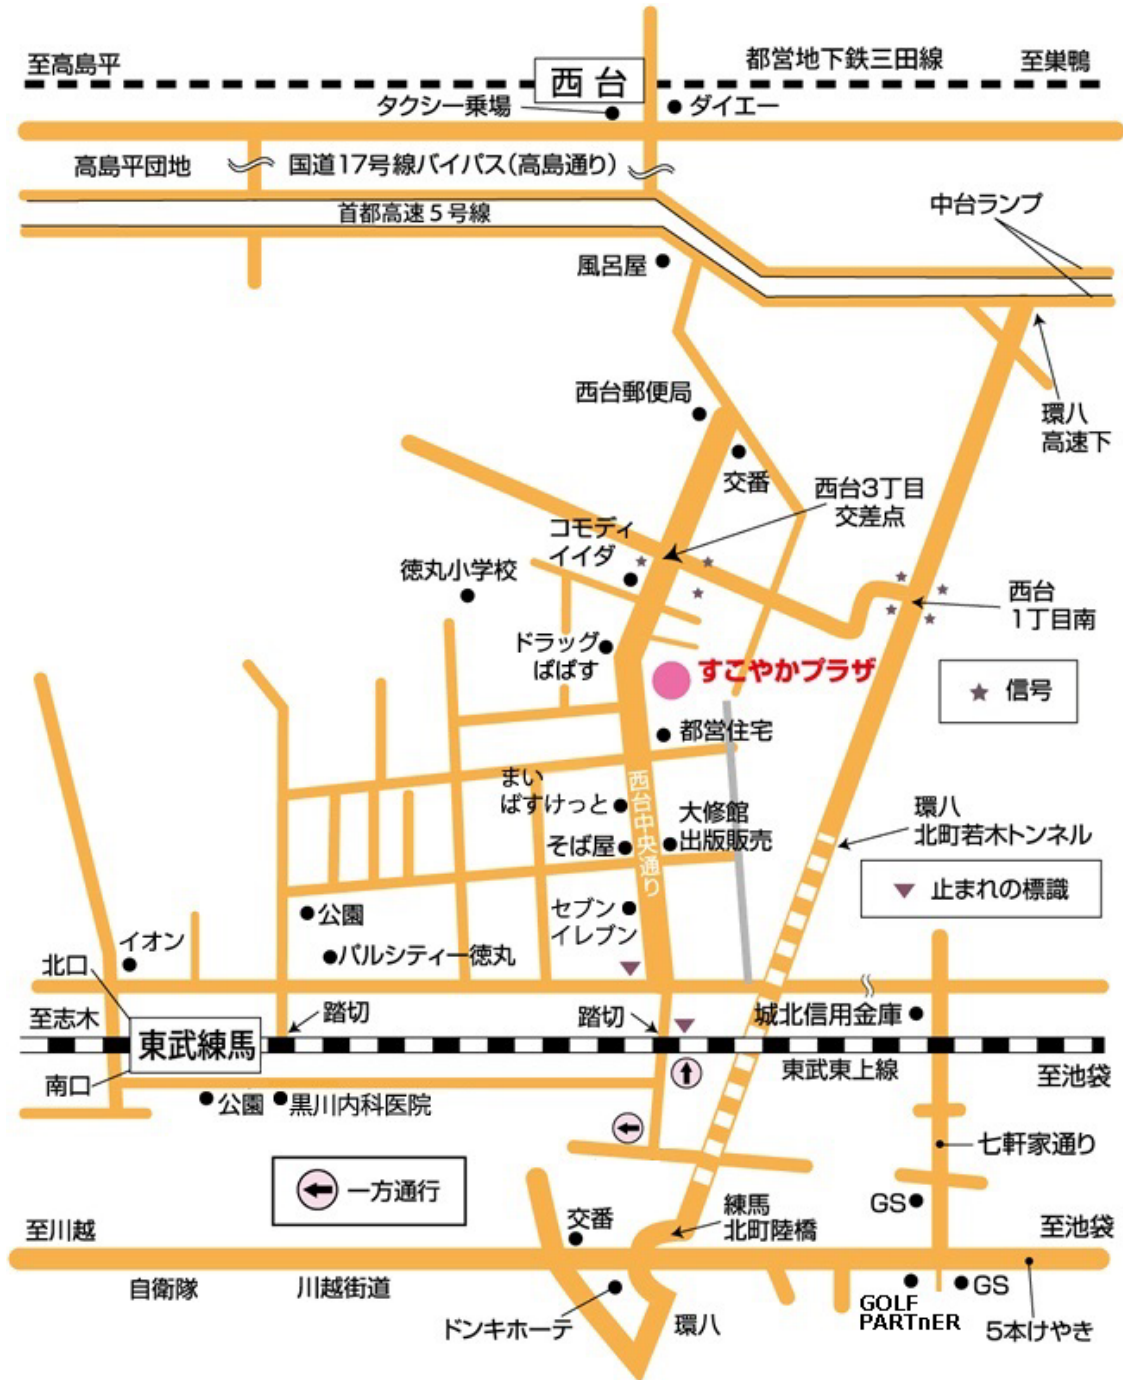 至高島平
西台
都営地下鉄三田線
至巣鴨
タクシー乗場
ダイエー
高島平団地
国道17号線バイパス(高島通り)
首都高速5号線
中台ランプ
風呂屋
西台郵便局
環八
高速下
交番
西台3丁目
交差点
コモディ
イイダ
徳丸小学校
西台
1丁目南
ドラッグ
ぱぱす
すこやかプラザ
信号
都営住宅
まい
ばすけっと
西台中央通り
大修館
出版販売
環八
北町若木トンネル
そば屋
止まれの標識
セブン
イレブン
公園
パルシティー徳丸
イオン
北口
至志木
踏切
踏切
城北信用金庫
東武練馬
東武東上線
至池袋
南口
公園
黒川内科医院
七軒家通り
一方通行
GS
練馬
北町陸橋
交番
至川越
至池袋
自衛隊
川越街道
GS
GOLF
PARTnER
ドンキホーテ
環八
5本けやき